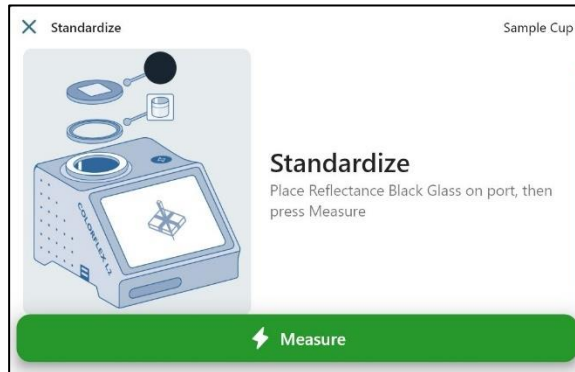 Standardize
Sample Cup
COLORFLEX L2
Standardize
Place Reflectance Black Glass on port, then
press Measure
Measure